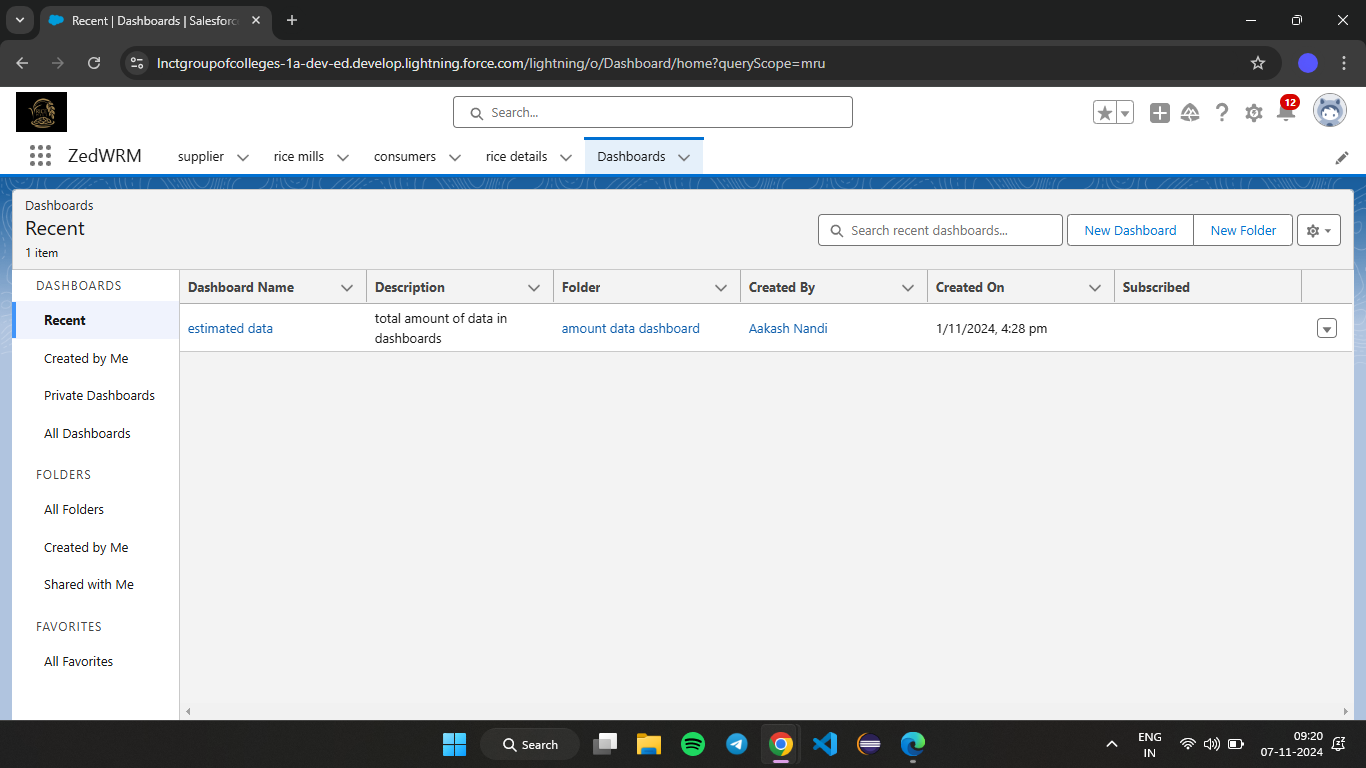 Recent | Dashboards | Salesforc
lnctgroupofcolleges-1a-dev-ed.develop.lightning.force.com/lightning/o/Dashboard/home?queryScope=mru
Search...
12
ZedWRM
supplier
rice mills
consumers
rice details
Dashboards
Dashboards
Recent
1 item
Search recent dashboards...
New Dashboard
New Folder
DASHBOARDS
Recent
Created by Me
Private Dashboards
All Dashboards
FOLDERS
All Folders
Created by Me
Shared with Me
FAVORITES
All Favorites
Dashboard Name
Description
Folder
Created By
Created On
Subscribed
estimated data
total amount of data in
dashboards
amount data dashboard
Aakash Nandi
1/11/2024, 4:28 pm
Search
ENG
IN
09:20
07-11-2024